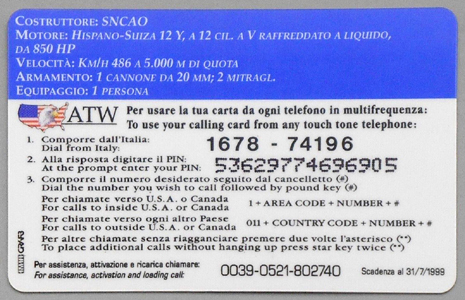 COSTRUTTORE: SNCAO
MOTORE: HISPANO-SUIZA 12 Y, A 12 CIL. A V RAFFREDDATO A LIQUIDO,
DA 850 HP
VELOCITÀ: KM/H 486 A 5.000 M DI QUOTA
ARMAMENTO: 1 CANNONE DA 20 MM; 2 MITRAGL.
EQUIPAGGIO: 1 PERSONA
ATW
Per usare la tua carta da ogni telefono in multifrequenza:
To use your calling card from any touch tone telephone:
1. Comporre dall'Italia: 1678 - 74196
Dial from Italy:
2. Alla risposta digitare il PIN: 53629774696905
At the prompt enter your PIN:
3. Comporre il numero desiderato seguito dal cancelletto (#)
Dial the number you wish to call followed by pound key (#)
Per chiamate verso U.S.A. o Canada
For calls to inside U.S.A. or Canada 1 + AREA CODE + NUMBER + #
Per chiamate verso ogni altro Paese
For calls to outside U.S.A. or Canada 011 + COUNTRY CODE + NUMBER + #
Per altre chiamate senza riagganciare premere due volte l'asterisco (**)
To place additional calls without hanging up press star key twice (**)
Per assistenza, attivazione e ricarica chiamare:
For assistance, activation and loading call: 0039-0521-802740 Scadenza al 31/7/1999